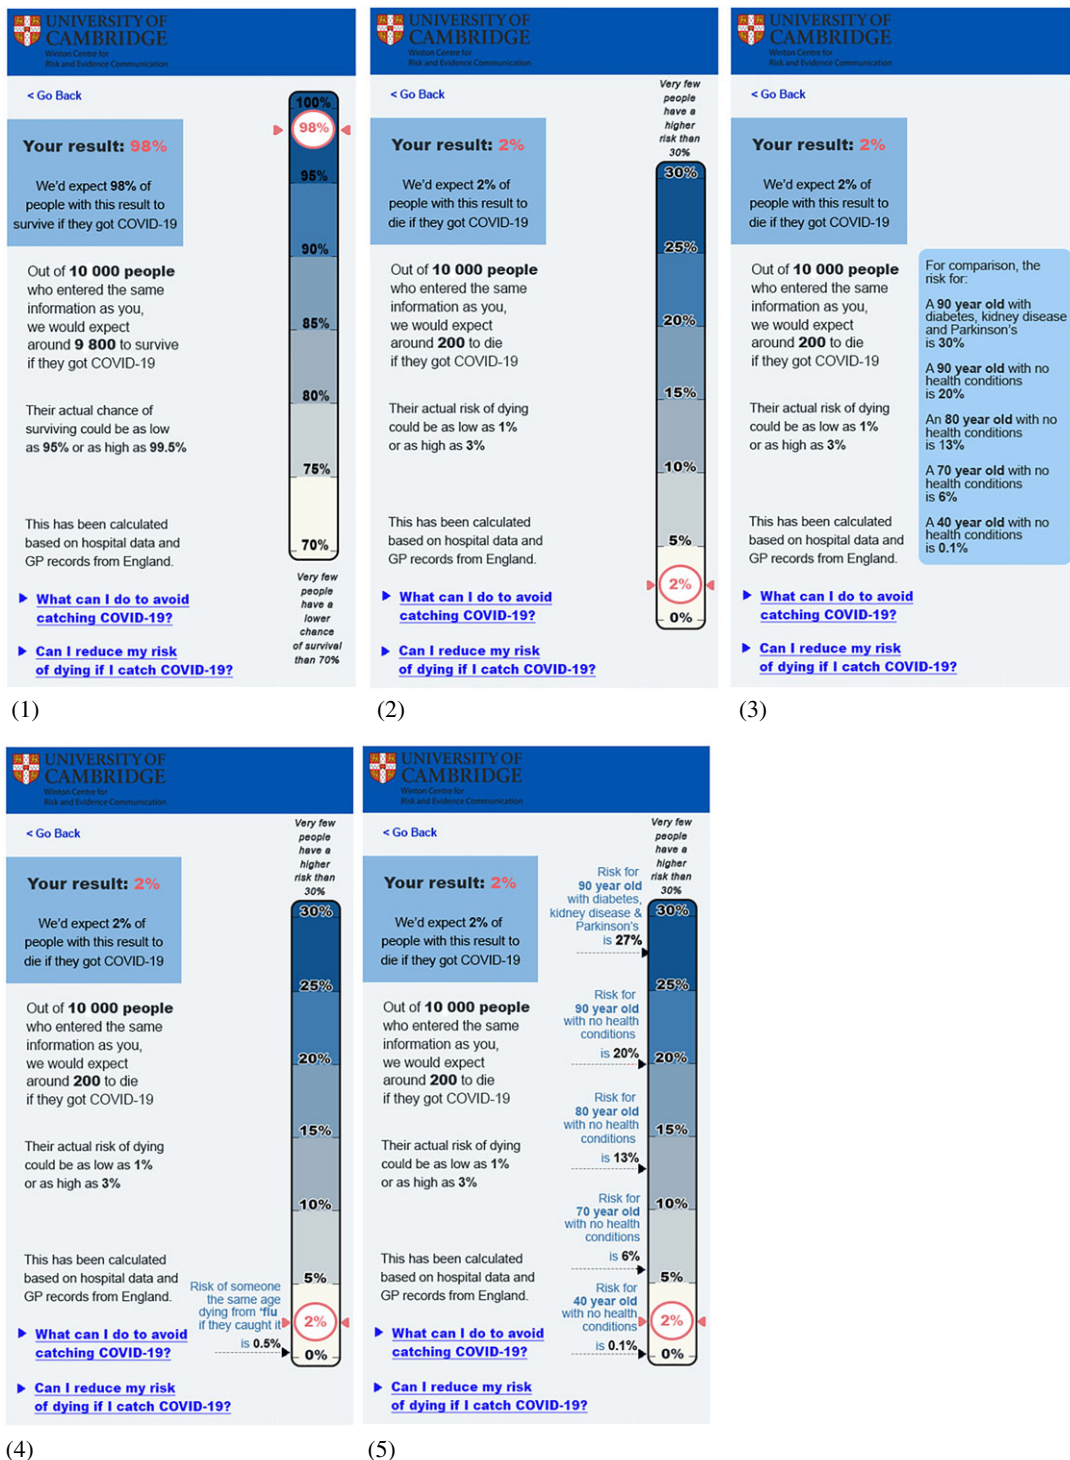 UNIVERSITY OF
CAMBRIDGE
Winton Centre for
Risk and Evidence Communication
< Go Back
Your result: 98%
We'd expect 98% of
people with this result to
survive if they got COVID-19
Out of 10 000 people
who entered the same
information as you,
we would expect
around 9 800 to survive
if they got COVID-19
Their actual chance of
surviving could be as low
as 95% or as high as 99.5%
This has been calculated
based on hospital data and
GP records from England.
What can I do to avoid
catching COVID-19?
Can I reduce my risk
of dying if I catch COVID-19?
100%
98%
95%
90%
85%
80%
75%
70%
Very few
people
have a
lower
chance
of survival
than 70%
(1)
UNIVERSITY OF
CAMBRIDGE
Winton Centre for
Risk and Evidence Communication
< Go Back
Your result: 2%
We'd expect 2% of
people with this result to
die if they got COVID-19
Out of 10 000 people
who entered the same
information as you,
we would expect
around 200 to die
if they got COVID-19
Their actual risk of dying
could be as low as 1%
or as high as 3%
This has been calculated
based on hospital data and
GP records from England.
What can I do to avoid
catching COVID-19?
Can I reduce my risk
of dying if I catch COVID-19?
Very few
people
have a
higher
risk than
30%
30%
25%
20%
15%
10%
5%
2%
0%
(2)
UNIVERSITY OF
CAMBRIDGE
Winton Centre for
Risk and Evidence Communication
< Go Back
Your result: 2%
We'd expect 2% of
people with this result to
die if they got COVID-19
Out of 10 000 people
who entered the same
information as you,
we would expect
around 200 to die
if they got COVID-19
Their actual risk of dying
could be as low as 1%
or as high as 3%
This has been calculated
based on hospital data and
GP records from England.
What can I do to avoid
catching COVID-19?
Can I reduce my risk
of dying if I catch COVID-19?
For comparison, the
risk for:
A 90 year old with
diabetes, kidney disease
and Parkinson's
is 30%
A 90 year old with no
health conditions
is 20%
An 80 year old with no
health conditions
is 13%
A 70 year old with no
health conditions
is 6%
A 40 year old with no
health conditions
is 0.1%
(3)
UNIVERSITY OF
CAMBRIDGE
Winton Centre for
Risk and Evidence Communication
< Go Back
Your result: 2%
We'd expect 2% of
people with this result to
die if they got COVID-19
Out of 10 000 people
who entered the same
information as you,
we would expect
around 200 to die
if they got COVID-19
Their actual risk of dying
could be as low as 1%
or as high as 3%
This has been calculated
based on hospital data and
GP records from England.
What can I do to avoid
catching COVID-19?
Can I reduce my risk
of dying if I catch COVID-19?
Risk of someone
the same age
dying from 'flu
if they caught it
is 0.5%
Very few
people
have a
higher
risk than
30%
30%
25%
20%
15%
10%
5%
2%
0%
(4)
UNIVERSITY OF
CAMBRIDGE
Winton Centre for
Risk and Evidence Communication
< Go Back
Your result: 2%
We'd expect 2% of
people with this result to
die if they got COVID-19
Out of 10 000 people
who entered the same
information as you,
we would expect
around 200 to die
if they got COVID-19
Their actual risk of dying
could be as low as 1%
or as high as 3%
This has been calculated
based on hospital data and
GP records from England.
What can I do to avoid
catching COVID-19?
Can I reduce my risk
of dying if I catch COVID-19?
Risk for
90 year old
with diabetes,
kidney disease &
Parkinson's
is 27%
Risk for
90 year old
with no health
conditions
is 20%
Risk for
80 year old
with no health
conditions
is 13%
Risk for
70 year old
with no health
conditions
is 6%
Risk for
40 year old
with no health
conditions
is 0.1%
Very few
people
have a
higher
risk than
30%
30%
25%
20%
15%
10%
5%
2%
0%
(5)